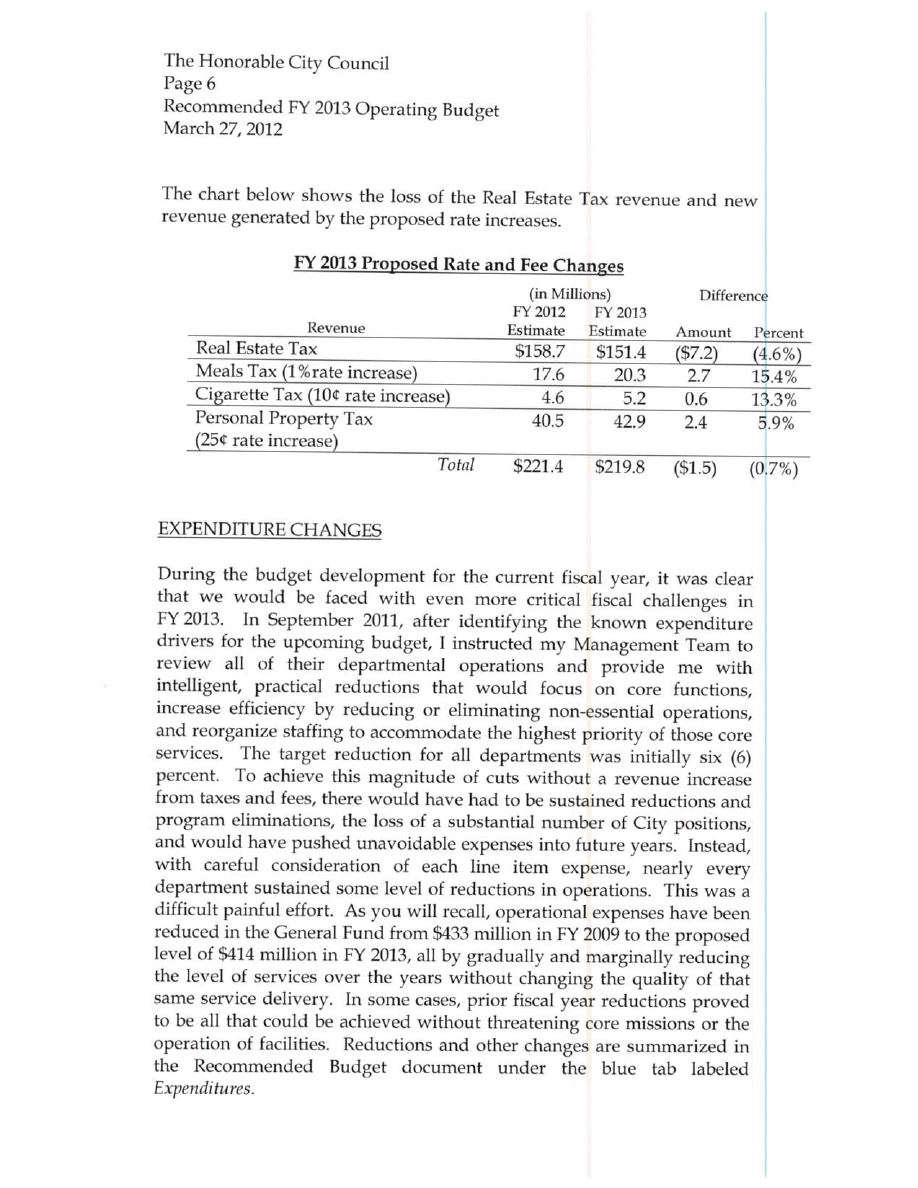 The Honorable City Council
Page 6
Recommended FY 2013 Operating Budget
March 27, 2012
The chart below shows the loss of the Real Estate Tax revenue and new
revenue generated by the proposed rate increases.
FY 2013 Proposed Rate and Fee Changes
(in Millions) Difference
FY 2012 FY 2013
Revenue Estimate Estimate Amount Percent
Real Estate Tax $158.7 $151.4 ($7.2) (4.6%)
Meals Tax (1%rate increase) 17.6 20.3 2.7 15.4%
Cigarette Tax (10¢ rate increase) 4.6 5.2 0.6 13.3%
Personal Property Tax 40.5 42.9 2.4 5.9%
(25¢ rate increase)
Total $221.4 $219.8 ($1.5) (0.7%)
EXPENDITURE CHANGES
During the budget development for the current fiscal year, it was clear
that we would be faced with even more critical fiscal challenges in
FY 2013. In September 2011, after identifying the known expenditure
drivers for the upcoming budget, I instructed my Management Team to
review all of their departmental operations and provide me with
intelligent, practical reductions that would focus on core functions,
increase efficiency by reducing or eliminating non-essential operations,
and reorganize staffing to accommodate the highest priority of those core
services. The target reduction for all departments was initially six (6)
percent. To achieve this magnitude of cuts without a revenue increase
from taxes and fees, there would have had to be sustained reductions and
program eliminations, the loss of a substantial number of City positions,
and would have pushed unavoidable expenses into future years. Instead,
with careful consideration of each line item expense, nearly every
department sustained some level of reductions in operations. This was a
difficult painful effort. As you will recall, operational expenses have been
reduced in the General Fund from $433 million in FY 2009 to the proposed
level of $414 million in FY 2013, all by gradually and marginally reducing
the level of services over the years without changing the quality of that
same service delivery. In some cases, prior fiscal year reductions proved
to be all that could be achieved without threatening core missions or the
operation of facilities. Reductions and other changes are summarized in
the Recommended Budget document under the blue tab labeled
Expenditures.